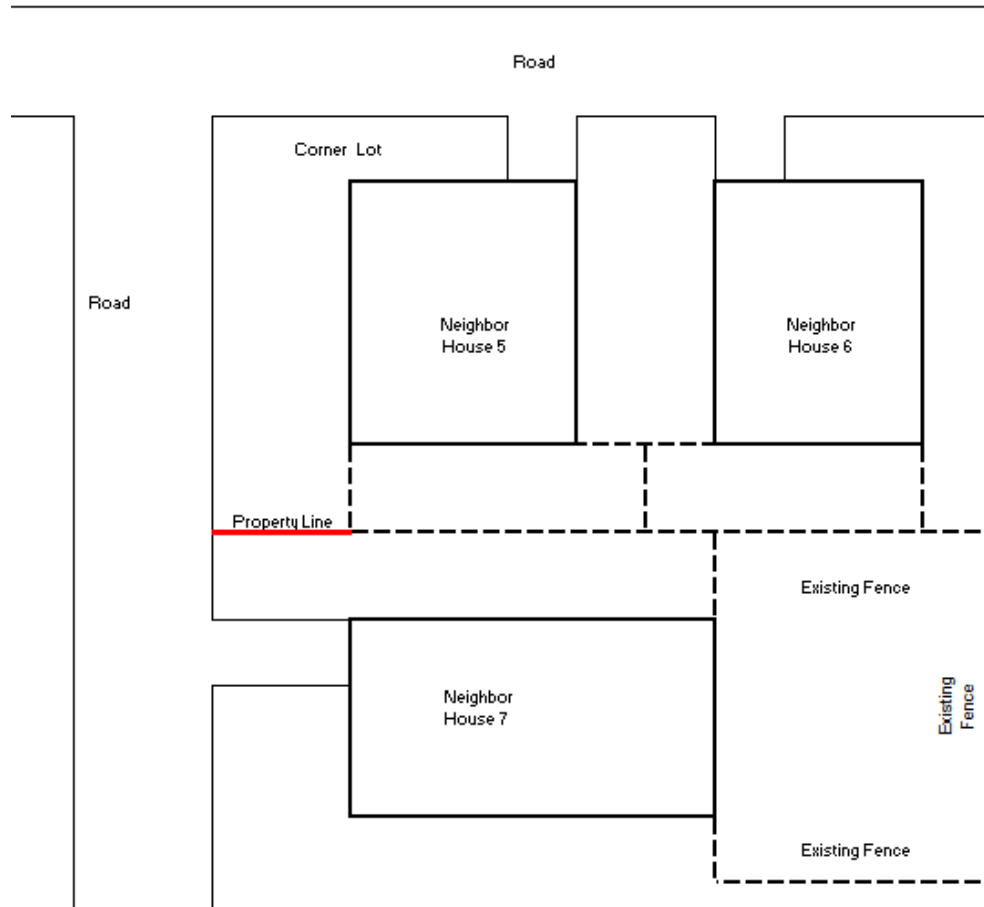 Road
Corner Lot
Road
Neighbor
House 5
Neighbor
House 6
Property Line
Existing Fence
Existing
Fence
Neighbor
House 7
Existing Fence